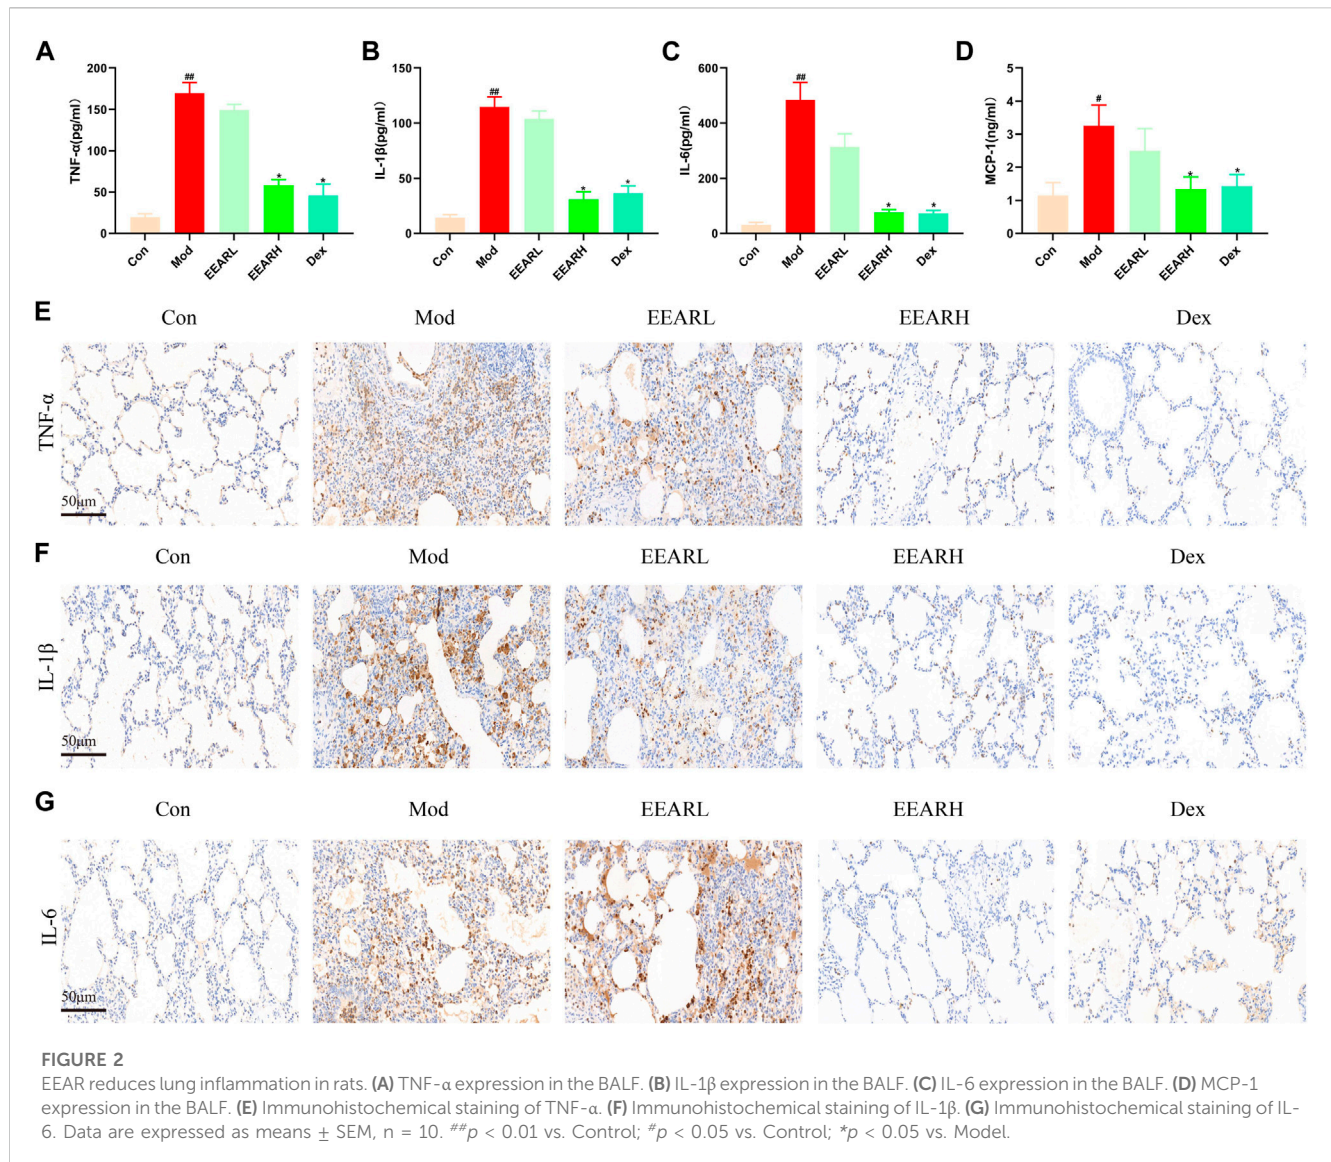 A
B
C
D
TNF-α(pg/ml)
200
150
100
50
0
##
*
*
Con
Mod
EEARL
EEARH
Dex
IL-1β(pg/ml)
150
100
50
0
##
*
*
Con
Mod
EEARL
EEARH
Dex
IL-6(pg/ml)
600
400
200
0
##
*
*
Con
Mod
EEARL
EEARH
Dex
MCP-1(ng/ml)
5
4
3
2
1
0
#
*
*
Con
Mod
EEARL
EEARH
Dex
E
Con Mod EEARL EEARH Dex
TNF-α
50μm
F
Con Mod EEARL EEARH Dex
IL-1β
50μm
G
Con Mod EEARL EEARH Dex
IL-6
50μm
FIGURE 2
EEAR reduces lung inflammation in rats. (A) TNF-α expression in the BALF. (B) IL-1β expression in the BALF. (C) IL-6 expression in the BALF. (D) MCP-1
expression in the BALF. (E) Immunohistochemical staining of TNF-α. (F) Immunohistochemical staining of IL-1β. (G) Immunohistochemical staining of IL-
6. Data are expressed as means ± SEM, n = 10. ##p < 0.01 vs. Control; #p < 0.05 vs. Control; *p < 0.05 vs. Model.